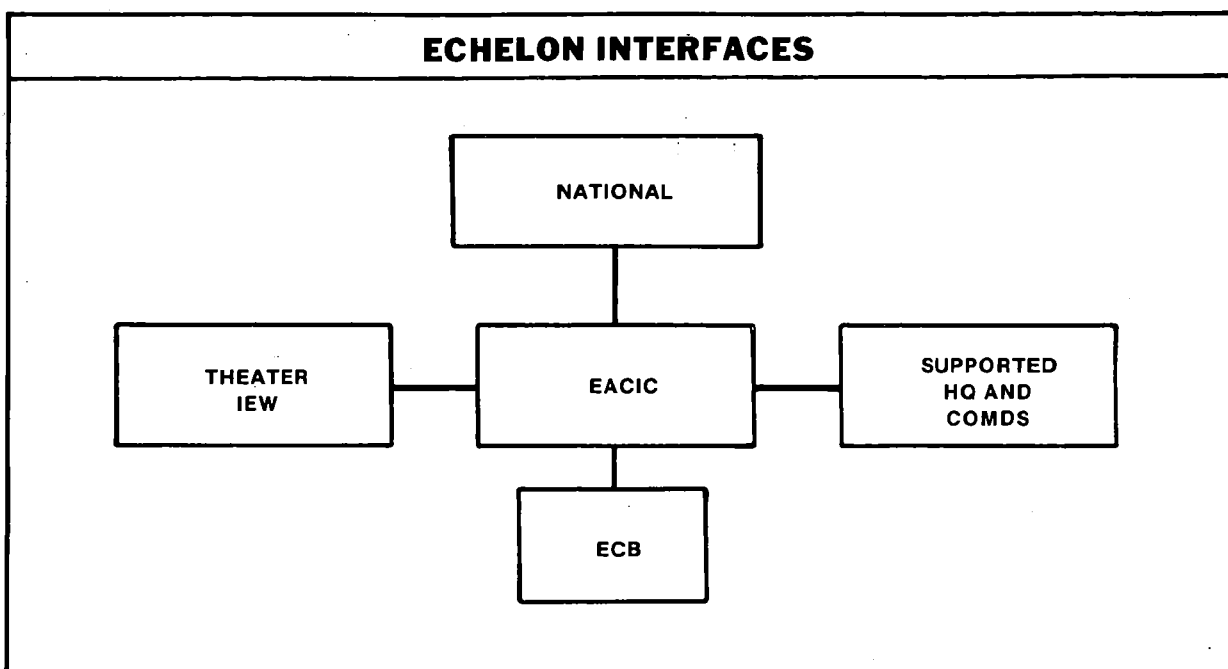 ECHELON INTERFACES
NATIONAL
THEATER
IEW
EACIC
SUPPORTED
HQ AND
COMDS
ECB